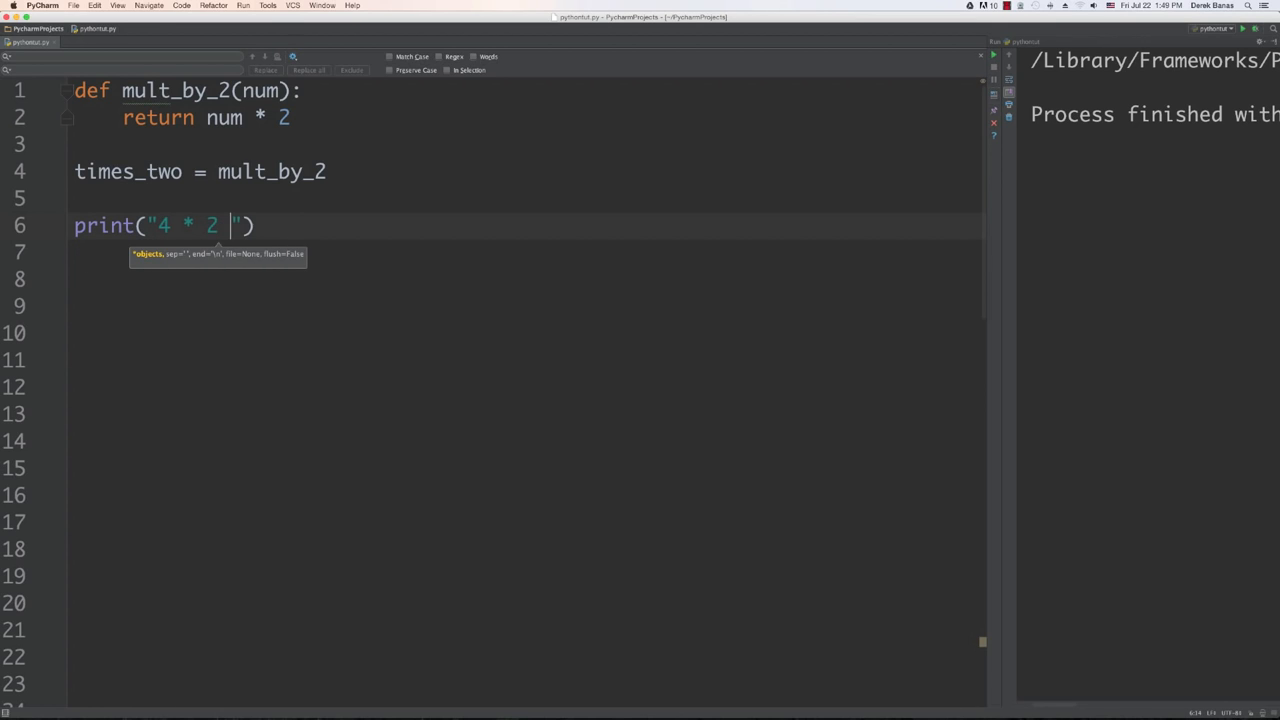 PyCharm File Edit View Navigate Code Refactor Run Tools VCS Window Help
10 Fri Jul 22 1:49 PM Derek Banas
pythontut.py - PycharmProjects - [~/PycharmProjects]
PycharmProjects pythontut.py
pythontut
pythontut.py
Run pythontut
Match Case Regex Words
Replace Replace all Exclude Preserve Case In Selection
1 def mult_by_2(num):
2 return num * 2
3
4 times_two = mult_by_2
5
6 print("4 * 2 ")
*objects, sep=' ', end='\n', file=None, flush=False
7
8
9
10
11
12
13
14
15
16
17
18
19
20
21
22
23
/Library/Frameworks/P
Process finished with
6:14 LF+ UTF-8+